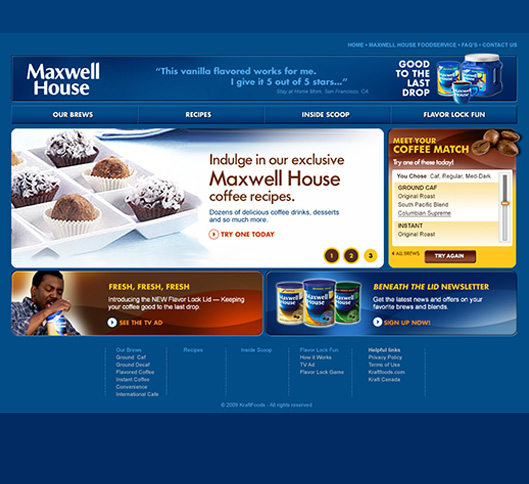 HOME • MAXWELL HOUSE FOODSERVICE • FAQ'S • CONTACT US
Maxwell
House
“This vanilla flavored works for me.
I give it 5 out of 5 stars...”
Stay at Home Mom, San Francisco, CA
GOOD
TO THE
LAST
DROP
OUR BREWS
RECIPES
INSIDE SCOOP
FLAVOR LOCK FUN
Indulge in our exclusive
Maxwell House
coffee recipes.
Dozens of delicious coffee drinks, desserts
and so much more.
TRY ONE TODAY
1 2 3
MEET YOUR
COFFEE MATCH
Try one of these today!
You Chose: Caf, Regular, Med-Dark
GROUND CAF
Original Roast
South Pacific Blend
Columbian Supreme
INSTANT
Original Roast
ALL BREWS
TRY AGAIN
FRESH, FRESH, FRESH
Introducing the NEW Flavor Lock Lid — Keeping
your coffee good to the last drop.
SEE THE TV AD
Maxwell
House
BENEATH THE LID NEWSLETTER
Get the latest news and offers on your
favorite brews and blends.
SIGN UP NOW!
Our Brews
Ground Caf
Ground Decaf
Flavored Coffee
Instant Coffee
Convenience
International Cafe
Recipes
Inside Scoop
Flavor Lock Fun
How it Works
TV Ad
Flavor Lock Game
Helpful links
Privacy Policy
Terms of Use
Kraftfoods.com
Kraft Canada
© 2009 KraftFoods - All rights reserved